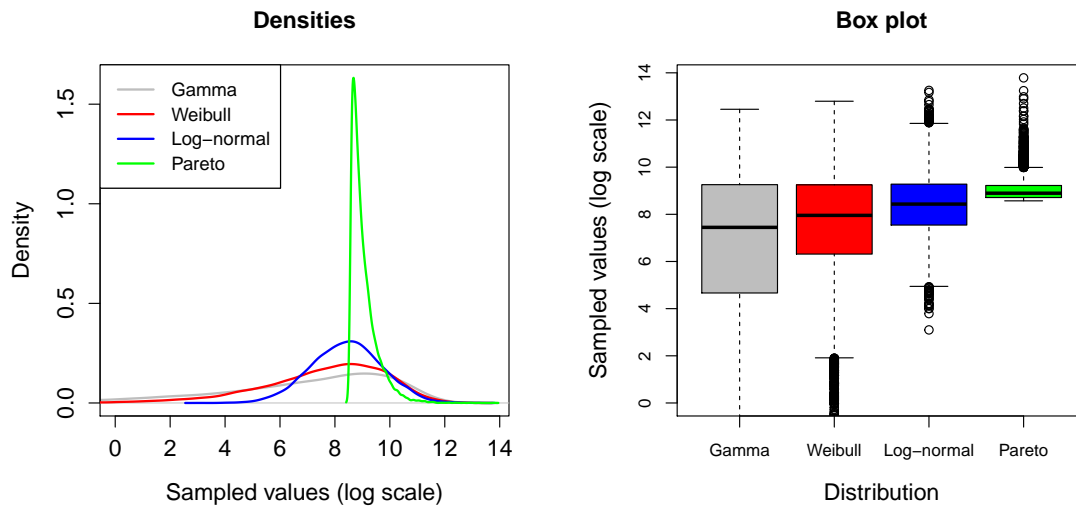 Densities
Gamma
Weibull
Log−normal
Pareto
Density
0.0
0.5
1.0
1.5
0 2 4 6 8 10 12 14
Sampled values (log scale)
Box plot
Sampled values (log scale)
0
2
4
6
8
10
12
14
Gamma Weibull Log−normal Pareto
Distribution